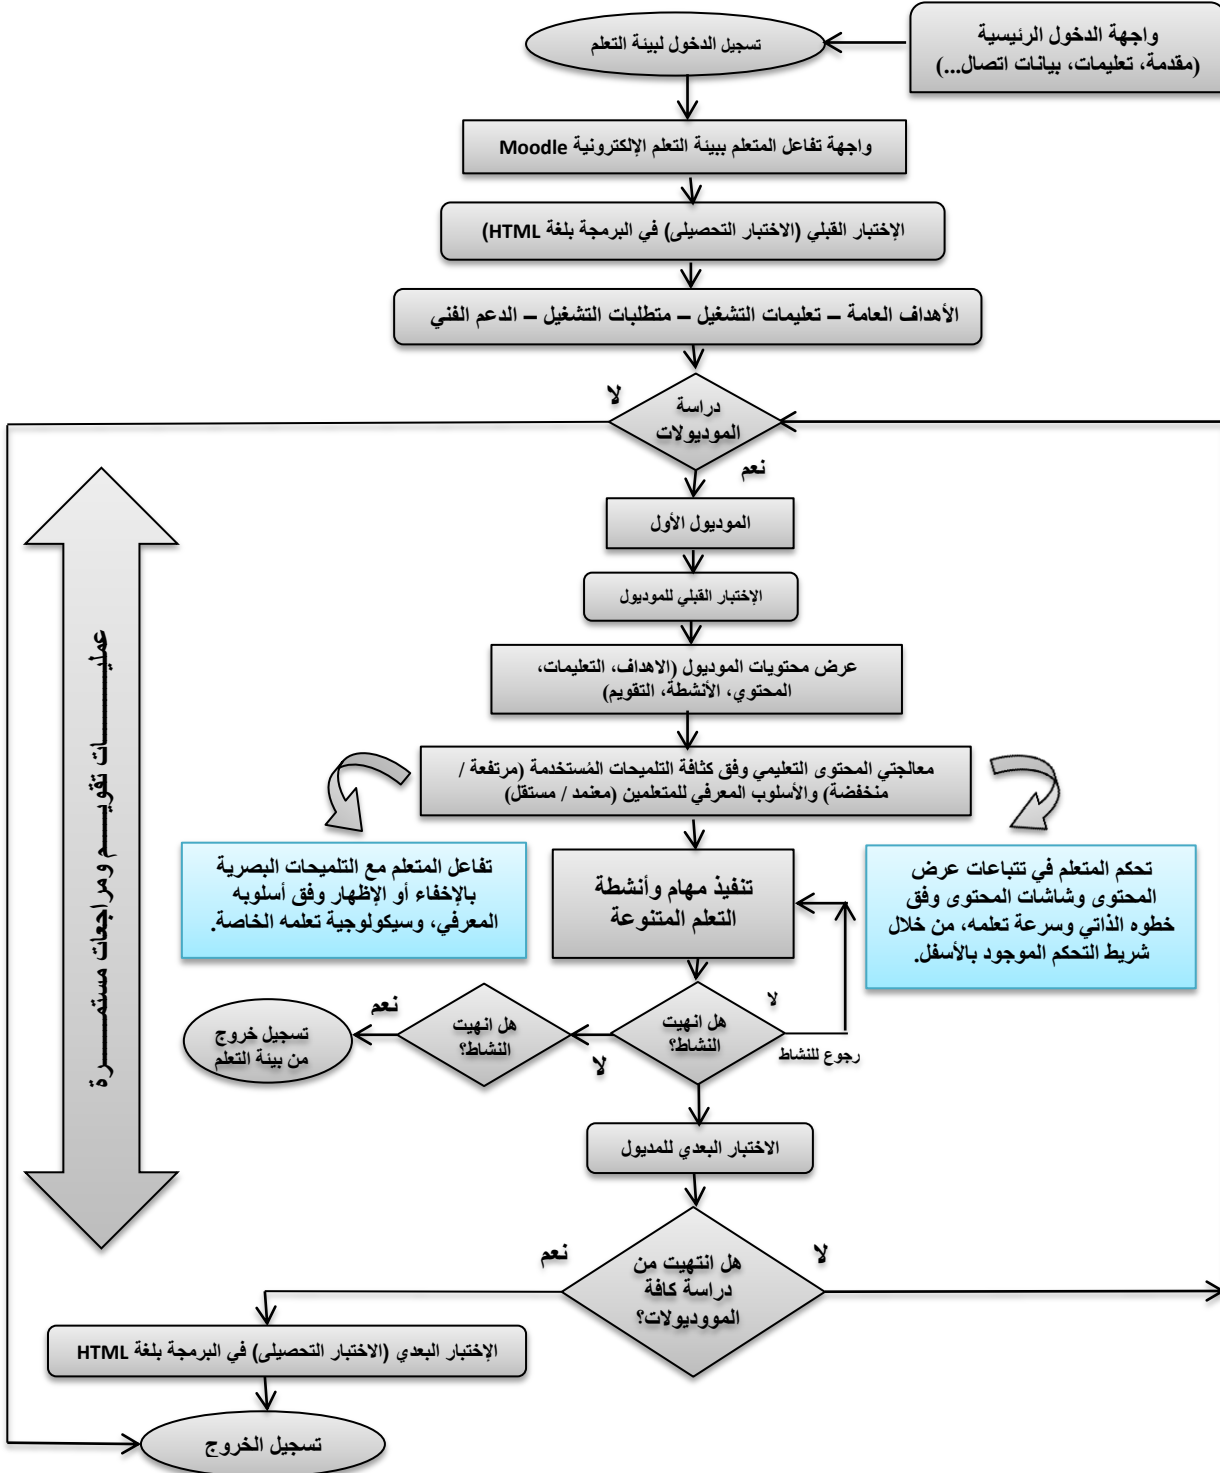 واجهة الدخول الرئيسية
(مقدمة، تعليمات، بيانات اتصال...)
تسجيل الدخول لبيئة التعلم
واجهة تفاعل المتعلم ببيئة التعلم الإلكترونية Moodle
الإختبار القبلي (الاختبار التحصيلى) في البرمجة بلغة HTML)
الأهداف العامة – تعليمات التشغيل – متطلبات التشغيل – الدعم الفني
دراسة
الموديولات
لا
نعم
الموديول الأول
الإختبار القبلي للموديول
عرض محتويات الموديول (الاهداف، التعليمات،
المحتوي، الأنشطة، التقويم)
معالجتي المحتوى التعليمي وفق كثافة التلميحات المُستخدمة (مرتفعة /
منخفضة) والأسلوب المعرفي للمتعلمين (معتمد / مستقل)
تحكم المتعلم في تتباعات عرض
المحتوى وشاشات المحتوى وفق
خطوه الذاتي وسرعة تعلمه، من خلال
شريط التحكم الموجود بالأسفل.
تنفيذ مهام وأنشطة
التعلم المتنوعة
تفاعل المتعلم مع التلميحات البصرية
بالإخفاء أو الإظهار وفق أسلوبه
المعرفي، وسيكولوجية تعلمه الخاصة.
عمليـــــــات تقويـــم ومراجعات مستمـــــرة
لا
رجوع للنشاط
هل انهيت
النشاط؟
لا
هل انهيت
النشاط؟
نعم
تسجيل خروج
من بيئة التعلم
الاختبار البعدي للمديول
هل انتهيت من
دراسة كافة
المووديولات؟
لا
نعم
الإختبار البعدي (الاختبار التحصيلى) في البرمجة بلغة HTML
تسجيل الخروج